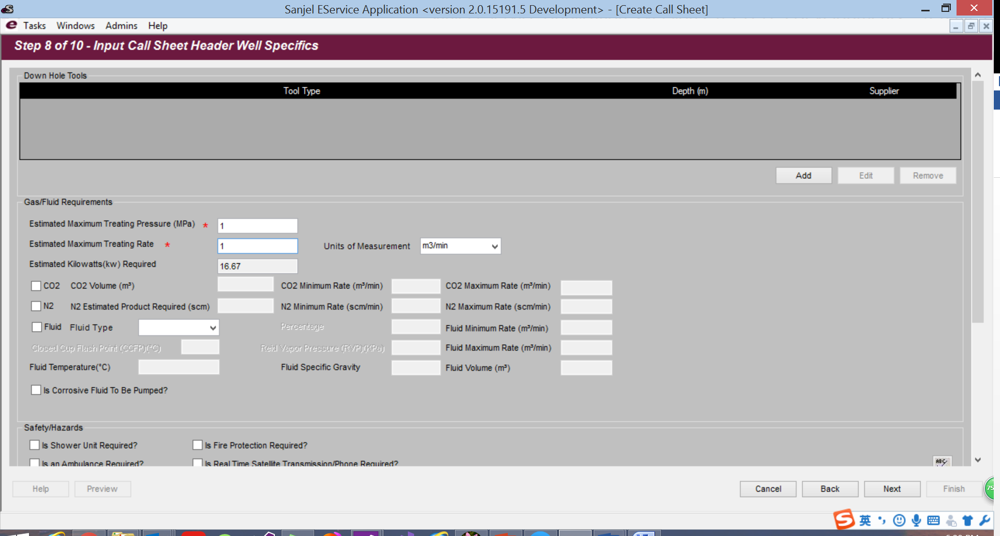 Sanjel EService Application <version 2.0.15191.5 Development> - [Create Call Sheet]
Tasks Windows Admins Help
Step 8 of 10 - Input Call Sheet Header Well Specifics
Down Hole Tools
Tool Type Depth (m) Supplier
Add Edit Remove
Gas/Fluid Requirements
Estimated Maximum Treating Pressure (MPa) * 1
Estimated Maximum Treating Rate * 1 Units of Measurement m3/min
Estimated Kilowatts(kw) Required 16.67
CO2 CO2 Volume (m³) CO2 Minimum Rate (m³/min) CO2 Maximum Rate (m³/min)
N2 N2 Estimated Product Required (scm) N2 Minimum Rate (scm/min) N2 Maximum Rate (scm/min)
Fluid Fluid Type Percentage Fluid Minimum Rate (m³/min)
Closed Cup Flash Point (CCFP)(°C) Reid Vapor Pressure (RVP)(KPa) Fluid Maximum Rate (m³/min)
Fluid Temperature(°C) Fluid Specific Gravity Fluid Volume (m³)
Is Corrosive Fluid To Be Pumped?
Safety/Hazards
Is Shower Unit Required? Is Fire Protection Required?
Is an Ambulance Required? Is Real Time Satellite Transmission/Phone Required?
ABC
Help Preview Cancel Back Next Finish
75
英